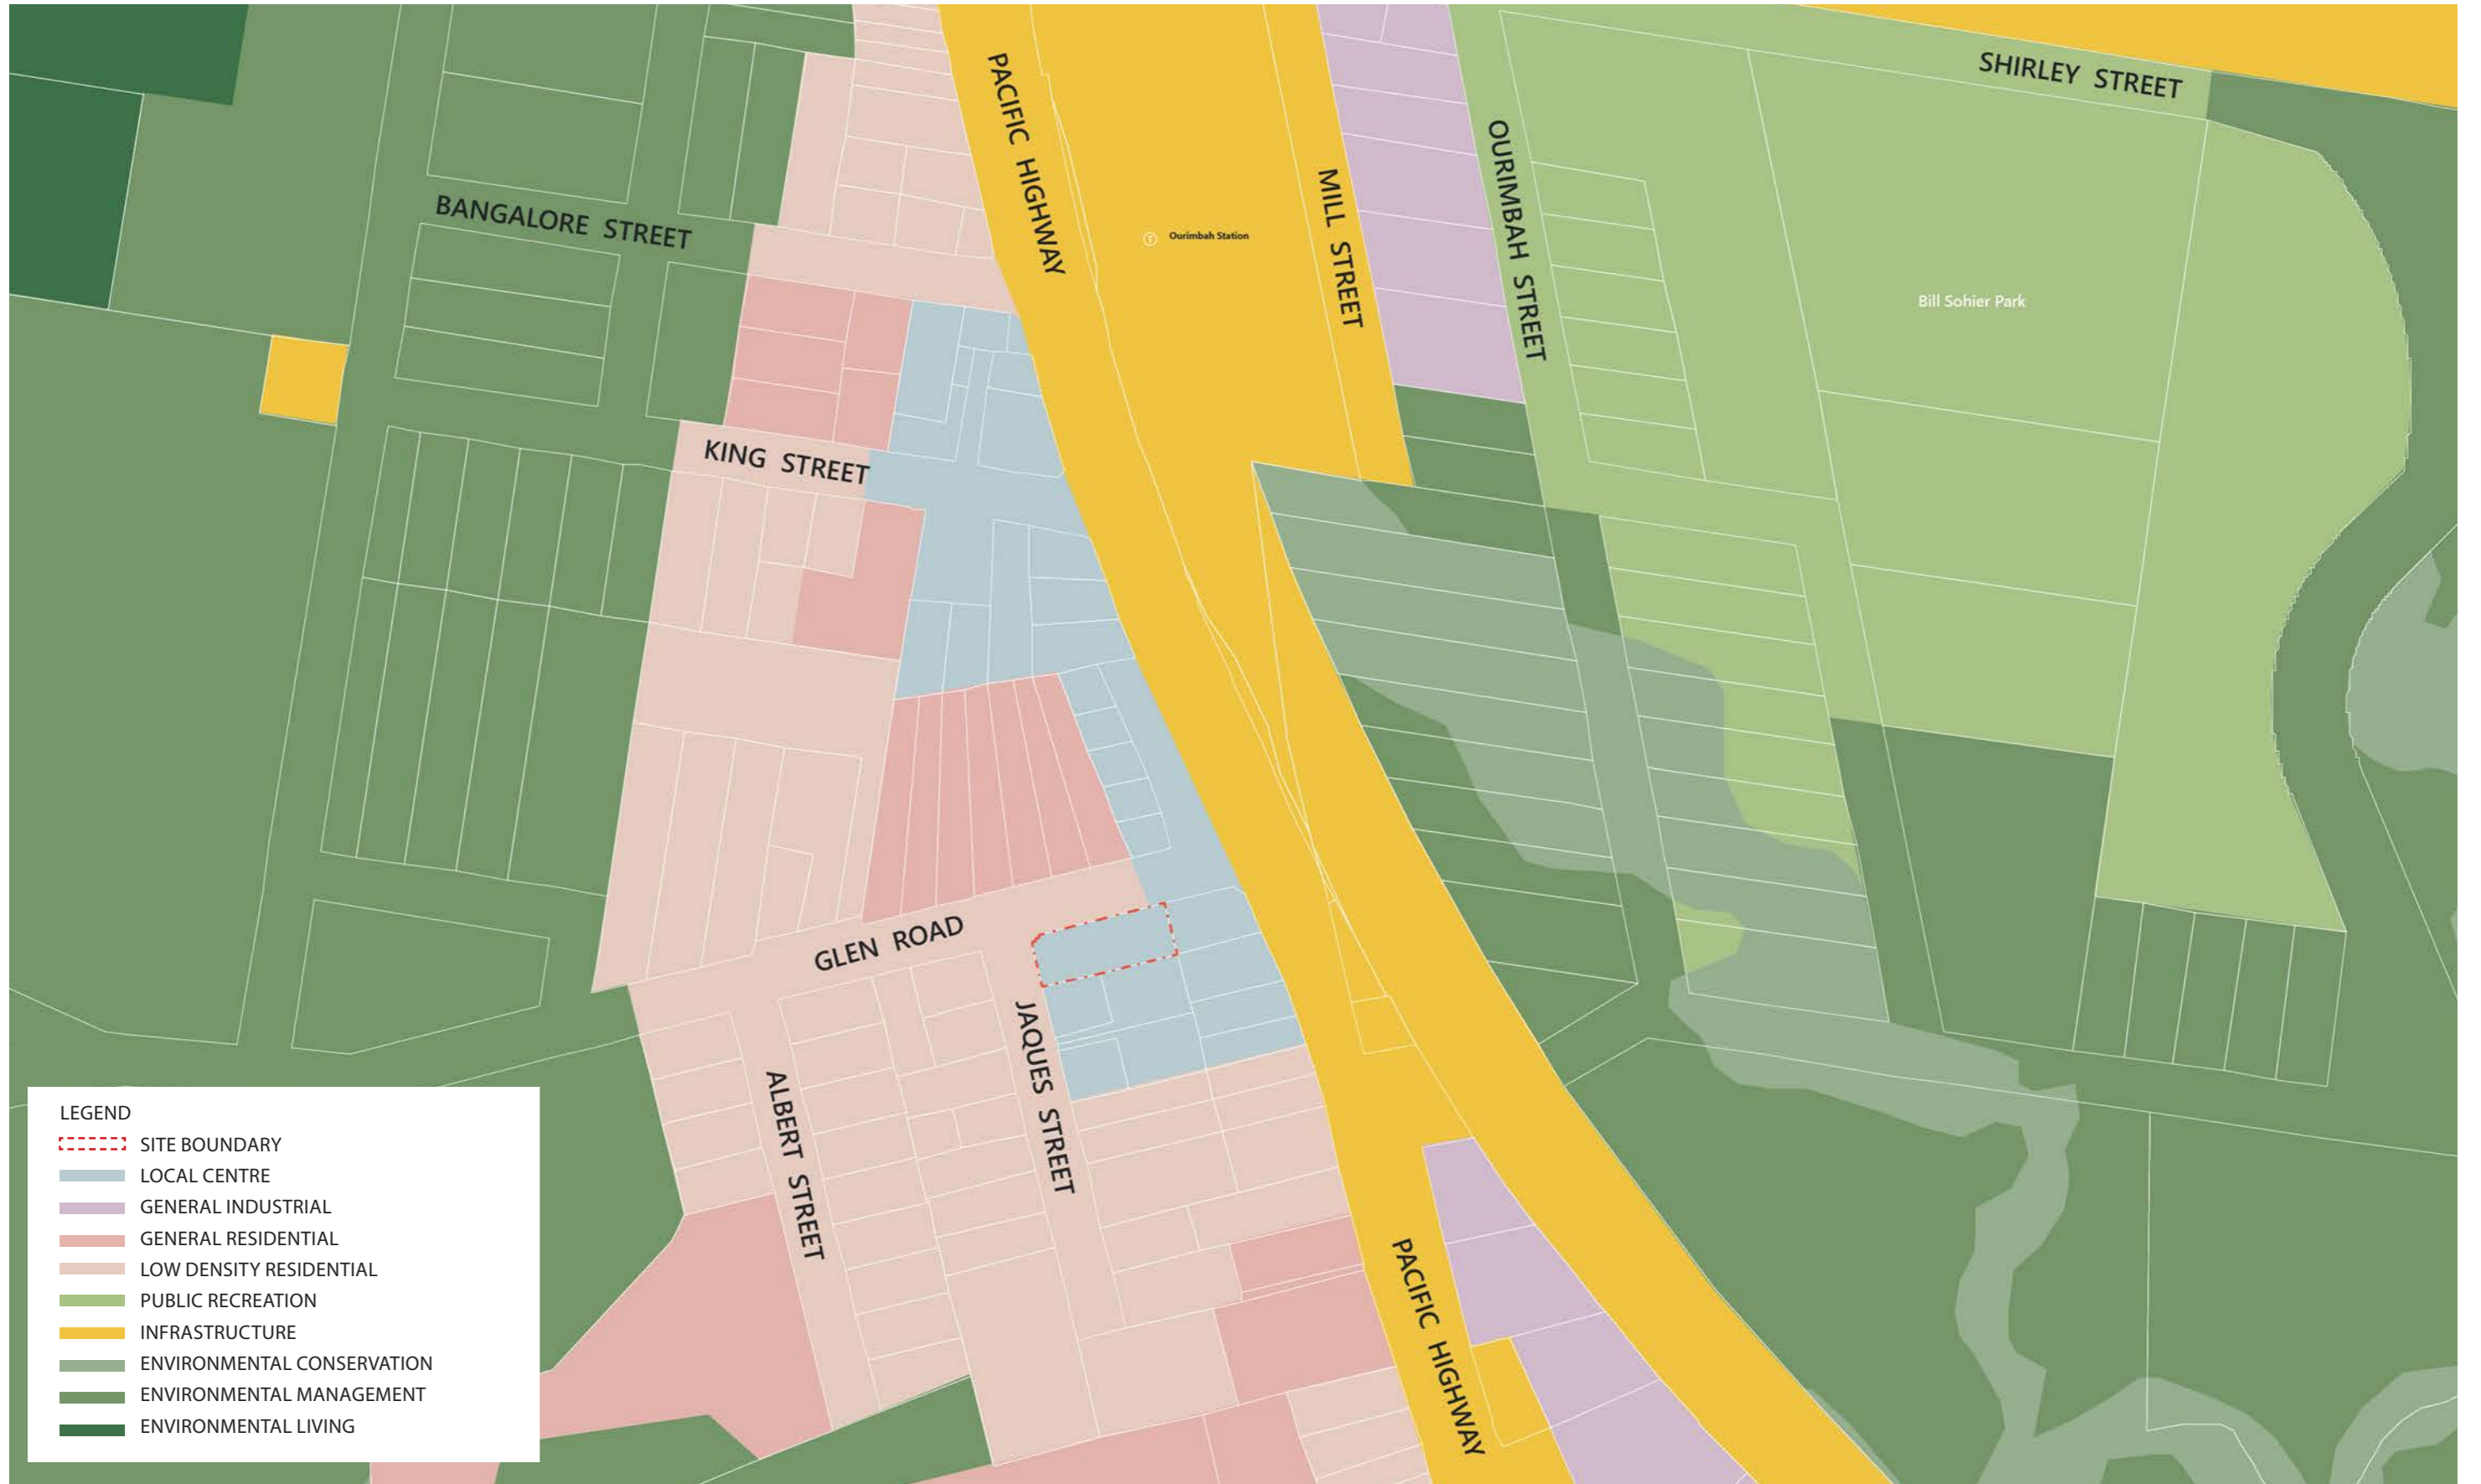 SHIRLEY STREET
PACIFIC HIGHWAY
OURIMBAH STREET
MILL STREET
BANGALORE STREET
T
Ourimbah Station
Bill Sohier Park
KING STREET
GLEN ROAD
JAQUES STREET
ALBERT STREET
PACIFIC HIGHWAY
LEGEND
SITE BOUNDARY
LOCAL CENTRE
GENERAL INDUSTRIAL
GENERAL RESIDENTIAL
LOW DENSITY RESIDENTIAL
PUBLIC RECREATION
INFRASTRUCTURE
ENVIRONMENTAL CONSERVATION
ENVIRONMENTAL MANAGEMENT
ENVIRONMENTAL LIVING